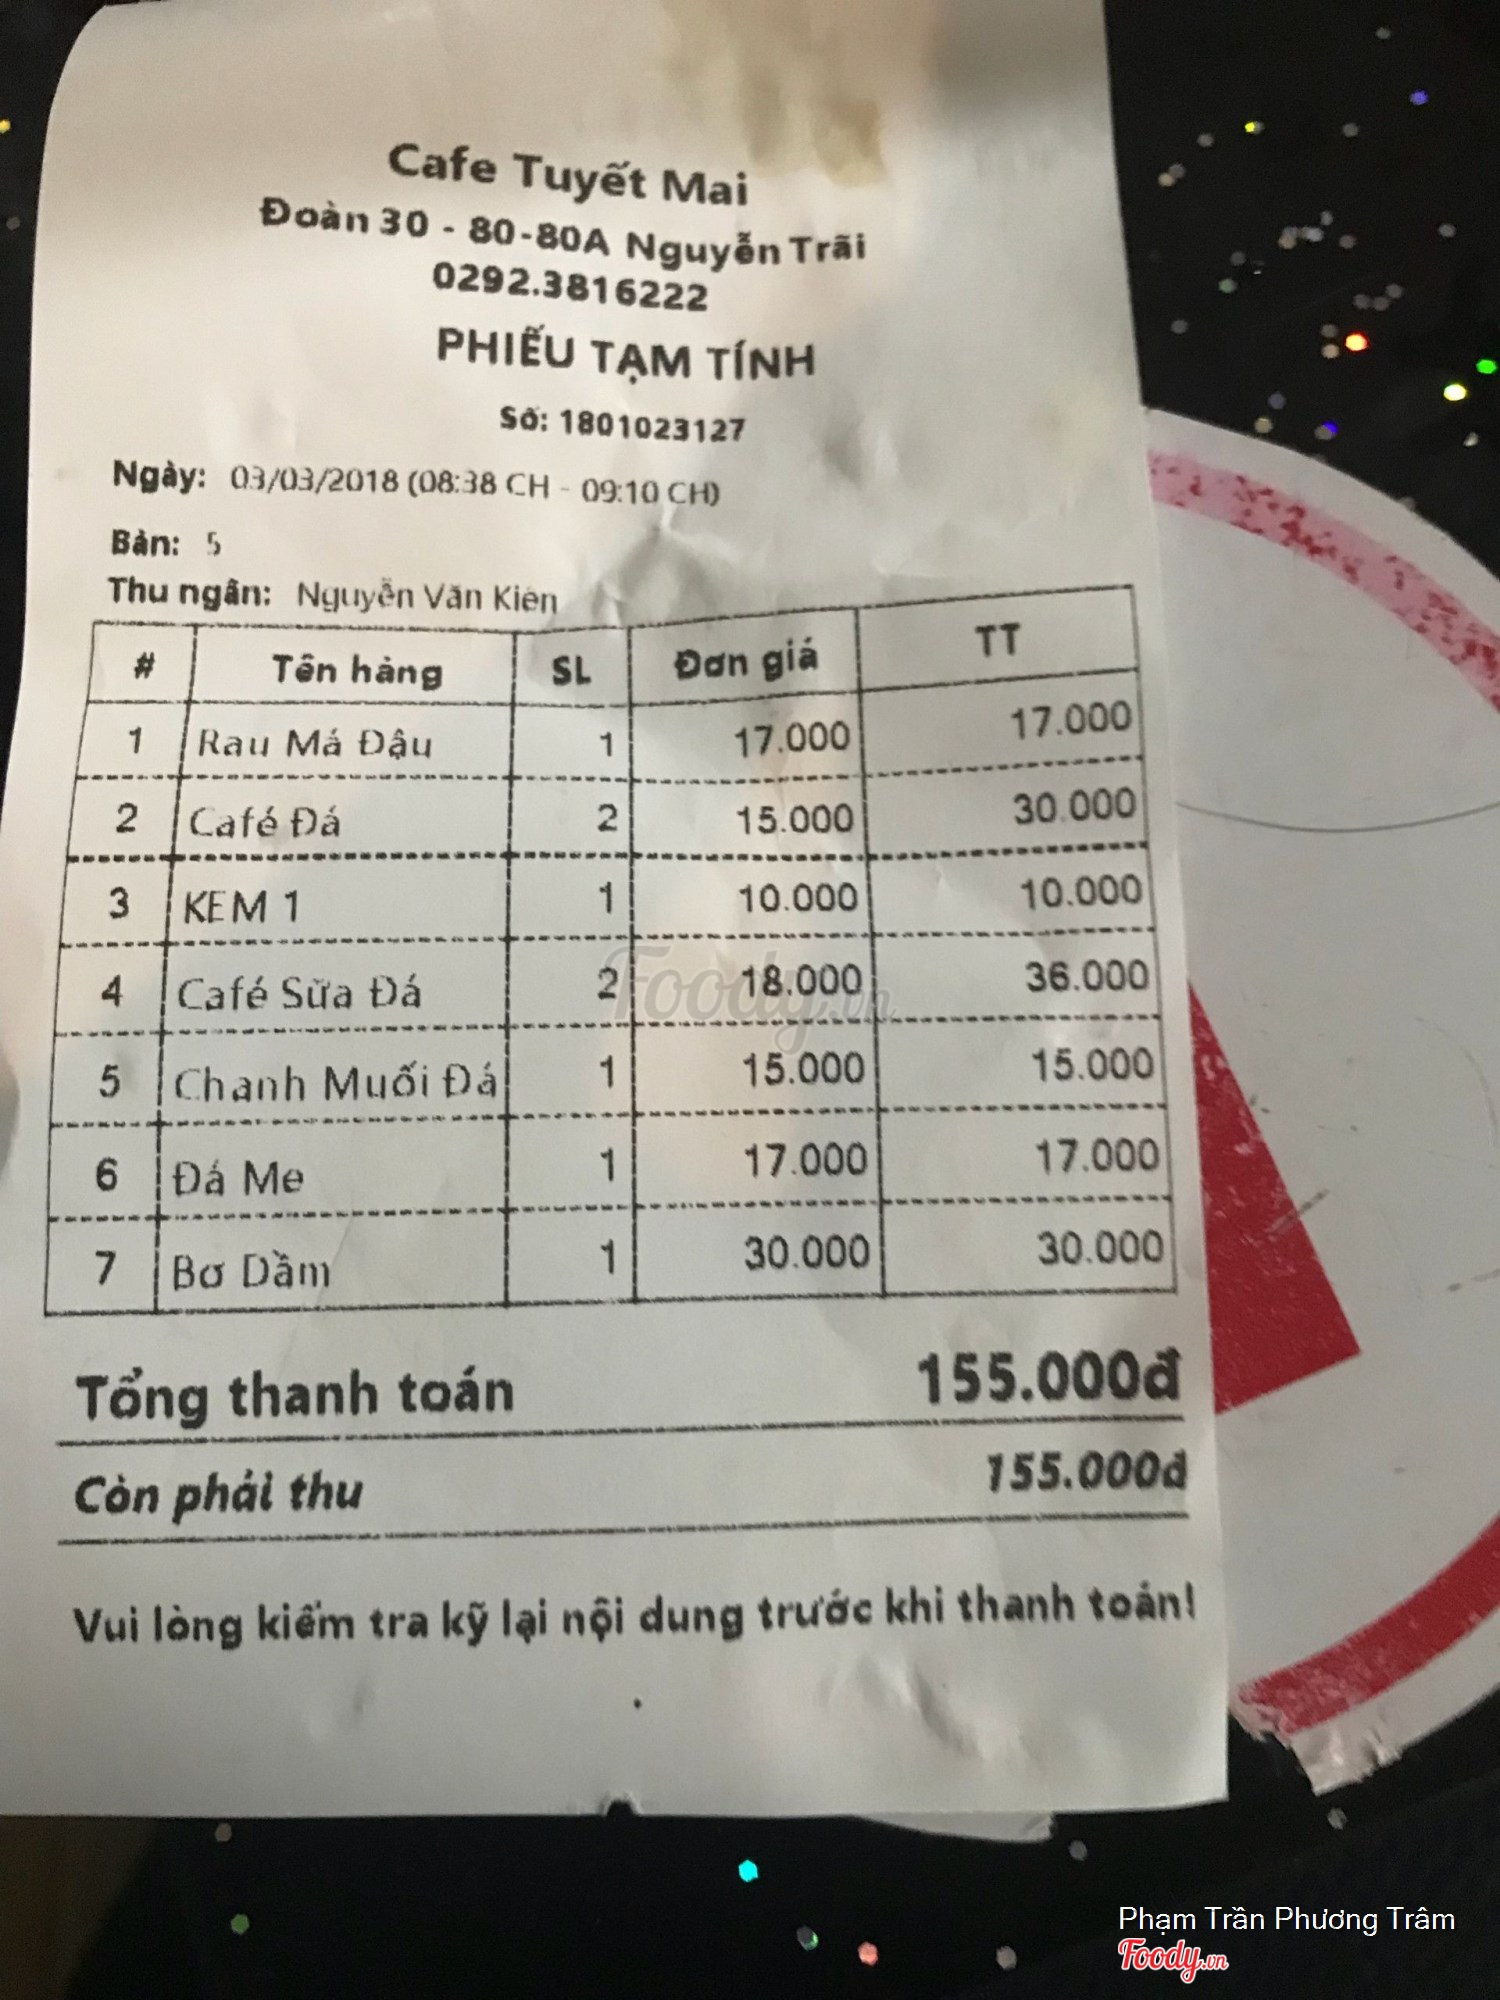 Cafe Tuyết Mai
Đoàn 30 - 80-80A Nguyễn Trãi
0292.3816222
PHIẾU TẠM TÍNH
Số: 1801023127
Ngày: 03/03/2018 (08:38 CH - 09:10 CH)
Bàn: 5
Thu ngân: Nguyễn Văn Kiên
# Tên hàng SL Đơn giá TT
1 Rau Má Đậu 1 17.000 17.000
2 Café Đá 2 15.000 30.000
3 KEM 1 1 10.000 10.000
4 Café Sữa Đá 2 18.000 36.000
5 Chanh Muối Đá 1 15.000 15.000
6 Đá Me 1 17.000 17.000
7 Bơ Dầm 1 30.000 30.000
Tổng thanh toán 155.000đ
Còn phải thu 155.000đ
Vui lòng kiểm tra kỹ lại nội dung trước khi thanh toán!
Foody.vn
Phạm Trần Phương Trâm
Foody.vn